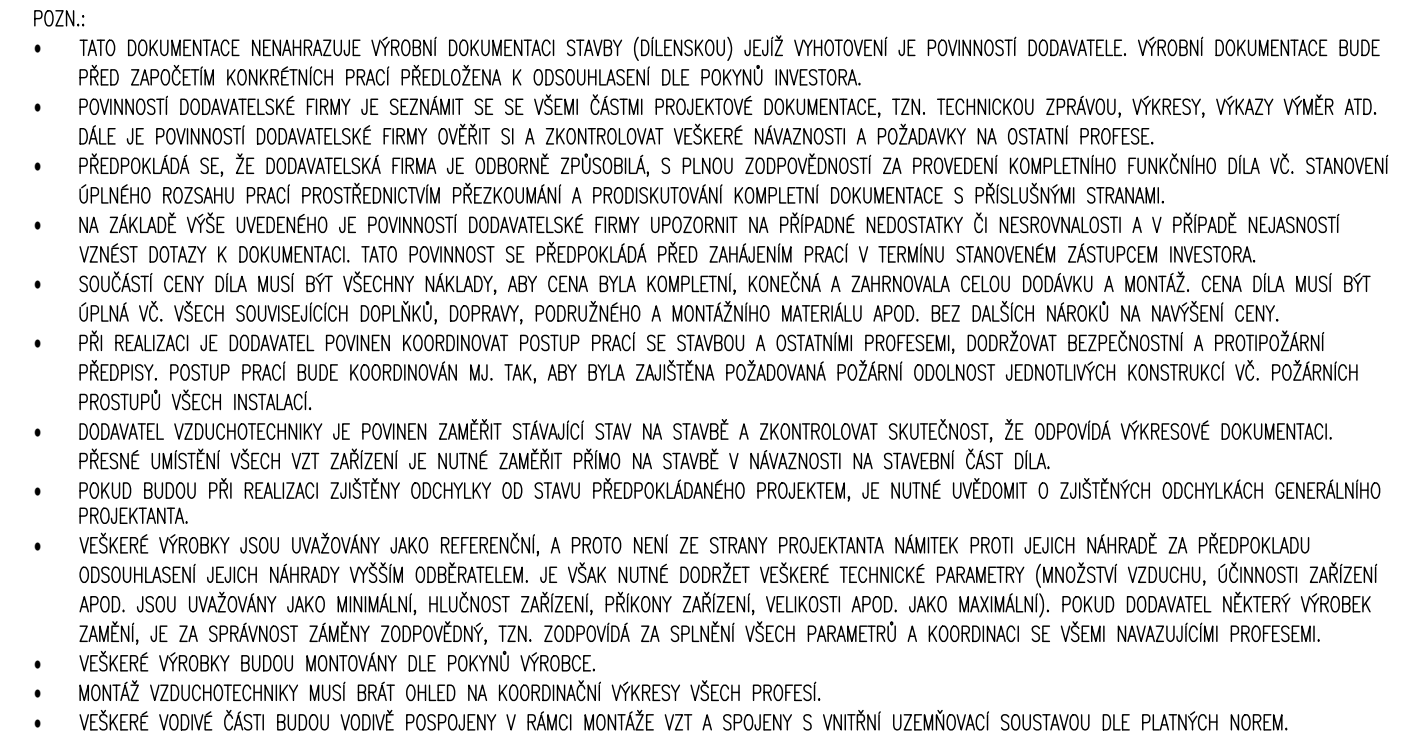 POZN.:
• TATO DOKUMENTACE NENAHRAZUJE VÝROBNÍ DOKUMENTACI STAVBY (DÍLENSKOU) JEJÍŽ VYHOTOVENÍ JE POVINNOSTÍ DODAVATELE. VÝROBNÍ DOKUMENTACE BUDE
PŘED ZAPOČETÍM KONKRÉTNÍCH PRACÍ PŘEDLOŽENA K ODSOUHLASENÍ DLE POKYNŮ INVESTORA.
• POVINNOSTÍ DODAVATELSKÉ FIRMY JE SEZNÁMIT SE SE VŠEMI ČÁSTMI PROJEKTOVÉ DOKUMENTACE, TZN. TECHNICKOU ZPRÁVOU, VÝKRESY, VÝKAZY VÝMĚR ATD.
DÁLE JE POVINNOSTÍ DODAVATELSKÉ FIRMY OVĚŘIT SI A ZKONTROLOVAT VEŠKERÉ NÁVAZNOSTI A POŽADAVKY NA OSTATNÍ PROFESE.
• PŘEDPOKLÁDÁ SE, ŽE DODAVATELSKÁ FIRMA JE ODBORNĚ ZPŮSOBILÁ, S PLNOU ZODPOVĚDNOSTÍ ZA PROVEDENÍ KOMPLETNÍHO FUNKČNÍHO DÍLA VČ. STANOVENÍ
ÚPLNÉHO ROZSAHU PRACÍ PROSTŘEDNICTVÍM PŘEZKOUMÁNÍ A PRODISKUTOVÁNÍ KOMPLETNÍ DOKUMENTACE S PŘÍSLUŠNÝMI STRANAMI.
• NA ZÁKLADĚ VÝŠE UVEDENÉHO JE POVINNOSTÍ DODAVATELSKÉ FIRMY UPOZORNIT NA PŘÍPADNÉ NEDOSTATKY ČI NESROVNALOSTI A V PŘÍPADĚ NEJASNOSTÍ
VZNÉST DOTAZY K DOKUMENTACI. TATO POVINNOST SE PŘEDPOKLÁDÁ PŘED ZAHÁJENÍM PRACÍ V TERMÍNU STANOVENÉM ZÁSTUPCEM INVESTORA.
• SOUČÁSTÍ CENY DÍLA MUSÍ BÝT VŠECHNY NÁKLADY, ABY CENA BYLA KOMPLETNÍ, KONEČNÁ A ZAHRNOVALA CELOU DODÁVKU A MONTÁŽ. CENA DÍLA MUSÍ BÝT
ÚPLNÁ VČ. VŠECH SOUVISEJÍCÍCH DOPLŇKŮ, DOPRAVY, PODRUŽNÉHO A MONTÁŽNÍHO MATERIÁLU APOD. BEZ DALŠÍCH NÁROKŮ NA NAVÝŠENÍ CENY.
• PŘI REALIZACI JE DODAVATEL POVINEN KOORDINOVAT POSTUP PRACÍ SE STAVBOU A OSTATNÍMI PROFESEMI, DODRŽOVAT BEZPEČNOSTNÍ A PROTIPOŽÁRNÍ
PŘEDPISY. POSTUP PRACÍ BUDE KOORDINOVÁN MJ. TAK, ABY BYLA ZAJIŠTĚNA POŽADOVANÁ POŽÁRNÍ ODOLNOST JEDNOTLIVÝCH KONSTRUKCÍ VČ. POŽÁRNÍCH
PROSTUPŮ VŠECH INSTALACÍ.
• DODAVATEL VZDUCHOTECHNIKY JE POVINEN ZAMĚŘIT STÁVAJÍCÍ STAV NA STAVBĚ A ZKONTROLOVAT SKUTEČNOST, ŽE ODPOVÍDÁ VÝKRESOVÉ DOKUMENTACI.
PŘESNÉ UMÍSTĚNÍ VŠECH VZT ZAŘÍZENÍ JE NUTNÉ ZAMĚŘIT PŘÍMO NA STAVBĚ V NÁVAZNOSTI NA STAVEBNÍ ČÁST DÍLA.
• POKUD BUDOU PŘI REALIZACI ZJIŠTĚNY ODCHYLKY OD STAVU PŘEDPOKLÁDANÉHO PROJEKTEM, JE NUTNÉ UVĚDOMIT O ZJIŠTĚNÝCH ODCHYLKÁCH GENERÁLNÍHO
PROJEKTANTA.
• VEŠKERÉ VÝROBKY JSOU UVAŽOVÁNY JAKO REFERENČNÍ, A PROTO NENÍ ZE STRANY PROJEKTANTA NÁMITEK PROTI JEJICH NÁHRADĚ ZA PŘEDPOKLADU
ODSOUHLASENÍ JEJICH NÁHRADY VYŠŠÍM ODBĚRATELEM. JE VŠAK NUTNÉ DODRŽET VEŠKERÉ TECHNICKÉ PARAMETRY (MNOŽSTVÍ VZDUCHU, ÚČINNOSTI ZAŘÍZENÍ
APOD. JSOU UVAŽOVÁNY JAKO MINIMÁLNÍ, HLUČNOST ZAŘÍZENÍ, PŘÍKONY ZAŘÍZENÍ, VELIKOSTI APOD. JAKO MAXIMÁLNÍ). POKUD DODAVATEL NĚKTERÝ VÝROBEK
ZAMĚNÍ, JE ZA SPRÁVNOST ZÁMĚNY ZODPOVĚDNÝ, TZN. ZODPOVÍDÁ ZA SPLNĚNÍ VŠECH PARAMETRŮ A KOORDINACI SE VŠEMI NAVAZUJÍCÍMI PROFESEMI.
• VEŠKERÉ VÝROBKY BUDOU MONTOVÁNY DLE POKYNŮ VÝROBCE.
• MONTÁŽ VZDUCHOTECHNIKY MUSÍ BRÁT OHLED NA KOORDINAČNÍ VÝKRESY VŠECH PROFESÍ.
• VEŠKERÉ VODIVÉ ČÁSTI BUDOU VODIVĚ POSPOJENY V RÁMCI MONTÁŽE VZT A SPOJENY S VNITŘNÍ UZEMŇOVACÍ SOUSTAVOU DLE PLATNÝCH NOREM.